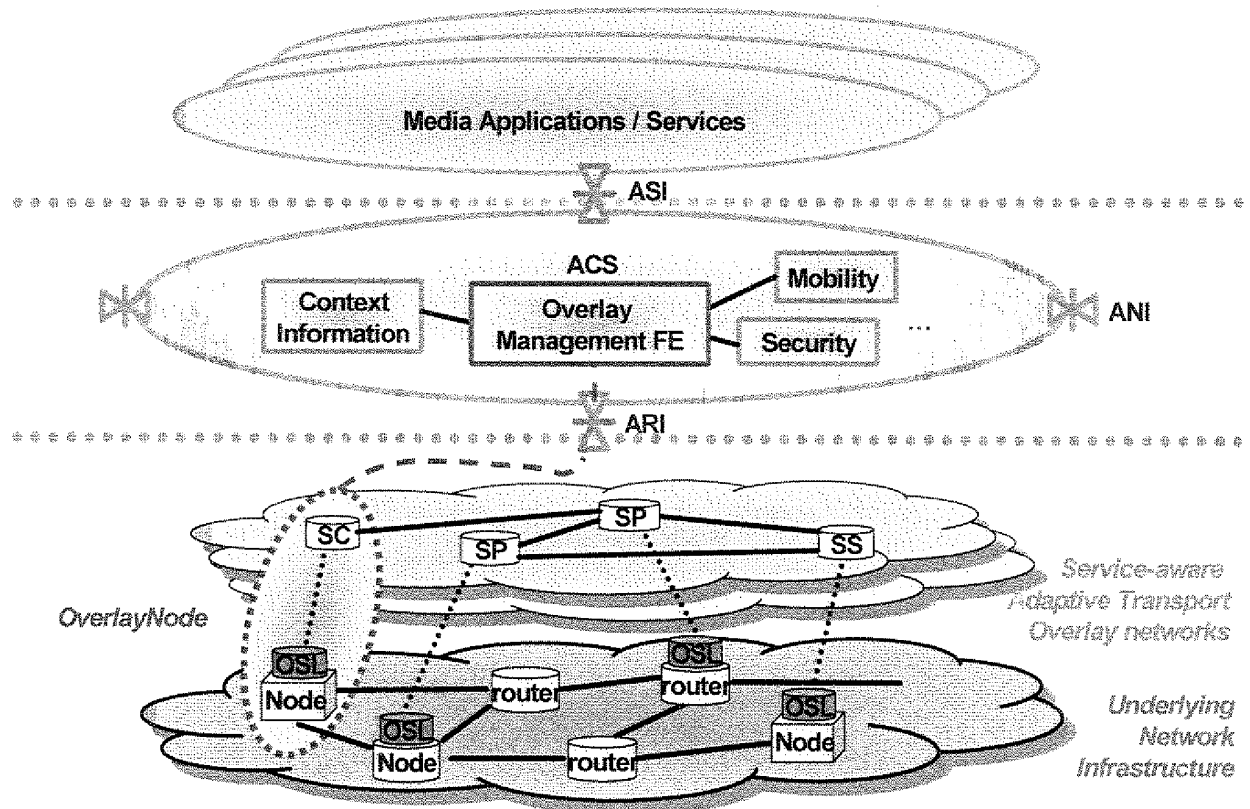 Media Applications / Services
ASI
ACS
Context
Information
Overlay
Management FE
Mobility
Security
...
ANI
ARI
SC
SP
SP
SS
OverlayNode
Service-aware
Adaptive Transport
Overlay networks
OSL
Node
OSL
Node
router
OSL
router
router
OSL
Node
Underlying
Network
Infrastructure